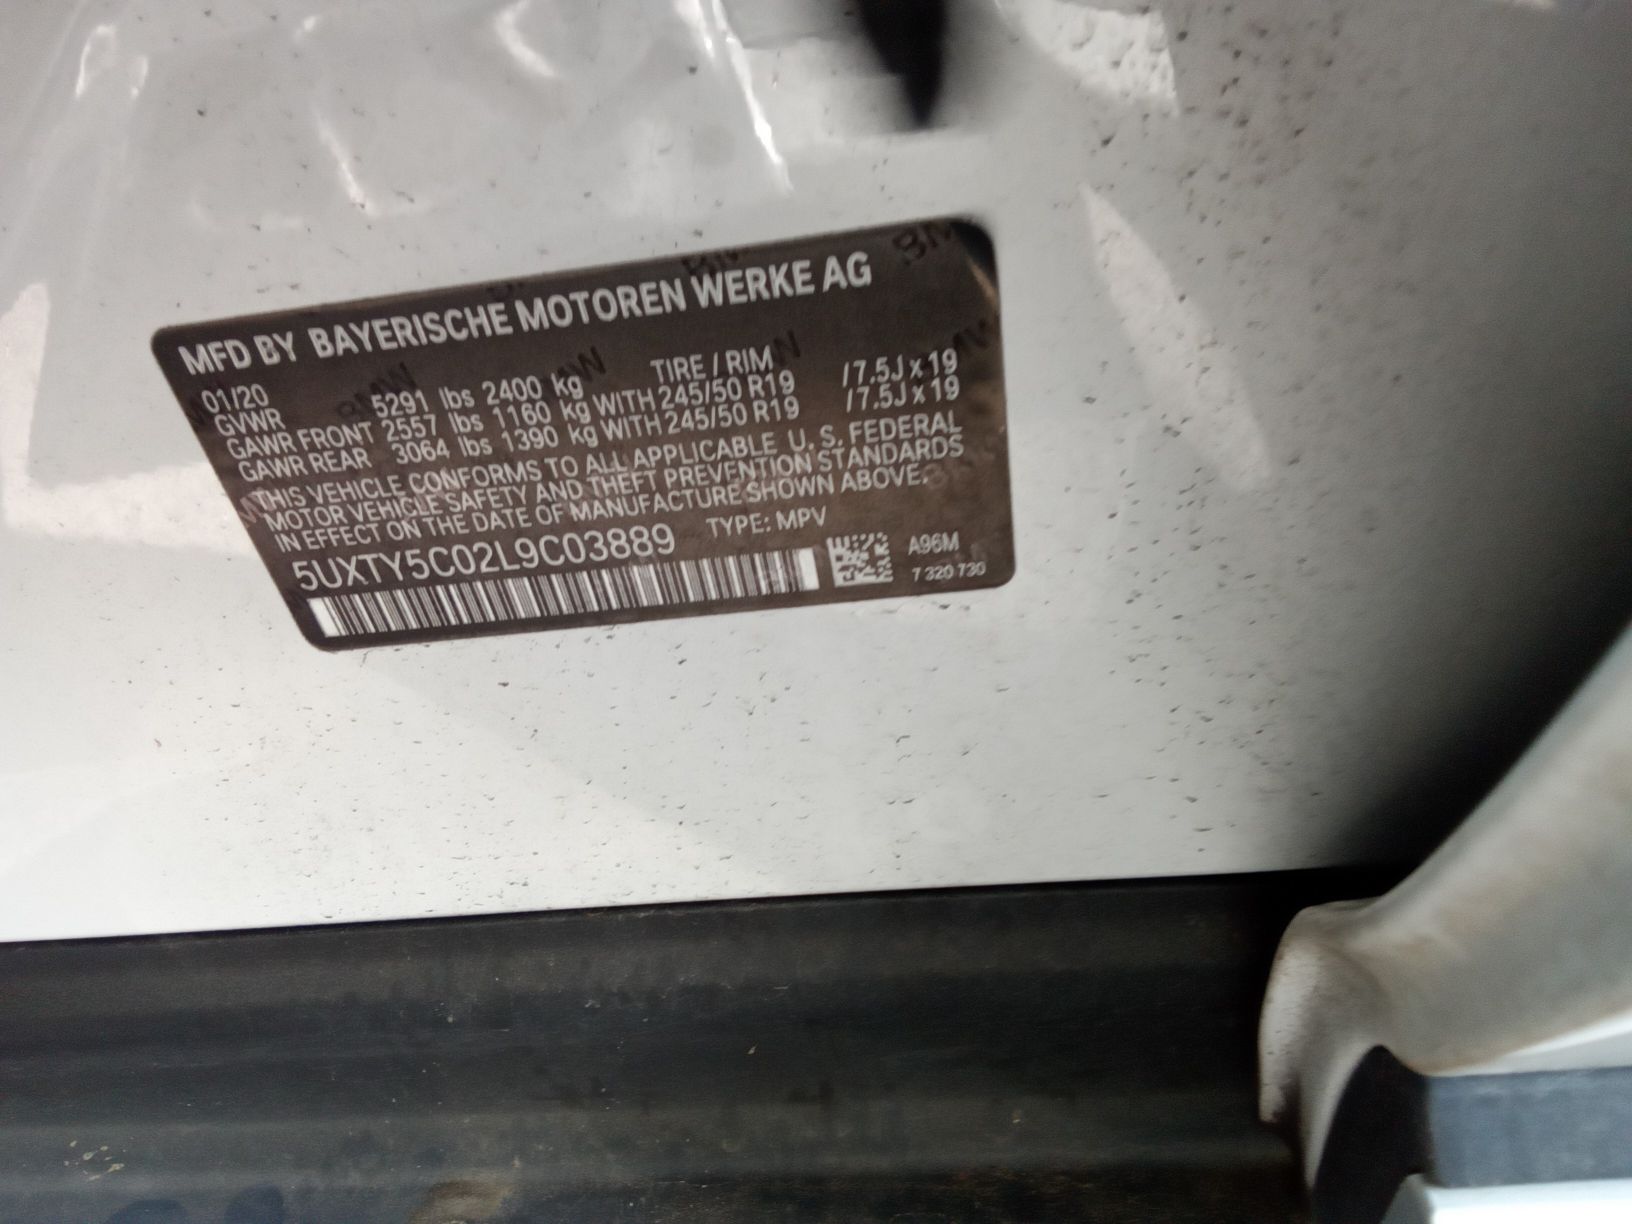 MFD BY BAYERISCHE MOTOREN WERKE AG
01/20 TIRE / RIM
GVWR 5291 lbs 2400 kg
GAWR FRONT 2557 lbs 1160 kg WITH 245/50 R19 /7.5J x 19
GAWR REAR 3064 lbs 1390 kg WITH 245/50 R19 /7.5J x 19
THIS VEHICLE CONFORMS TO ALL APPLICABLE U. S. FEDERAL
MOTOR VEHICLE SAFETY AND THEFT PREVENTION STANDARDS
IN EFFECT ON THE DATE OF MANUFACTURE SHOWN ABOVE.
5UXTY5C02L9C03889 TYPE: MPV
A96M
7 320 730